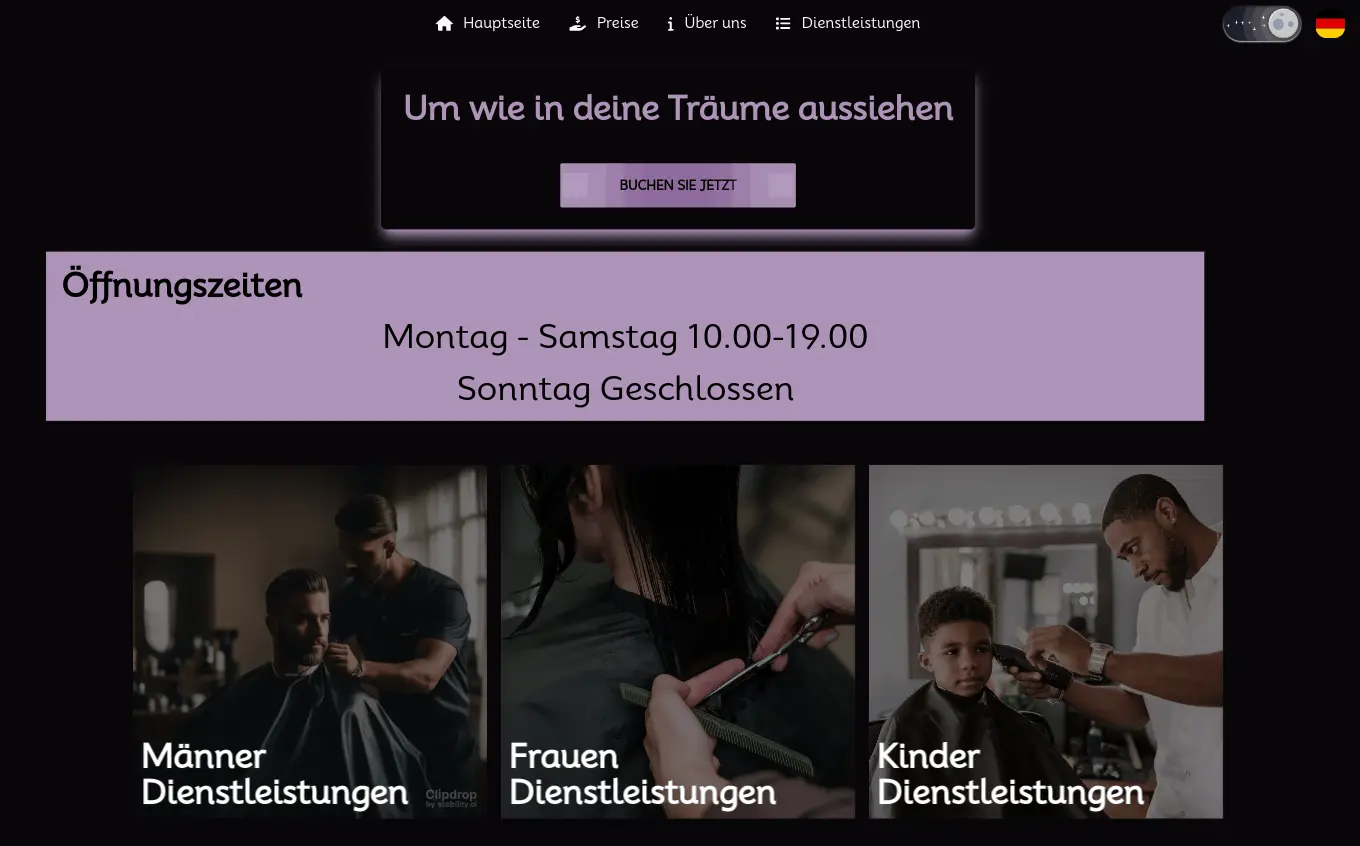 Hauptseite
Preise
Über uns
Dienstleistungen
Um wie in deine Träume aussiehen
BUCHEN SIE JETZT
Öffnungszeiten
Montag - Samstag 10.00-19.00
Sonntag Geschlossen
Männer
Dienstleistungen
Clipdrop
by stability.ai
Frauen
Dienstleistungen
Kinder
Dienstleistungen